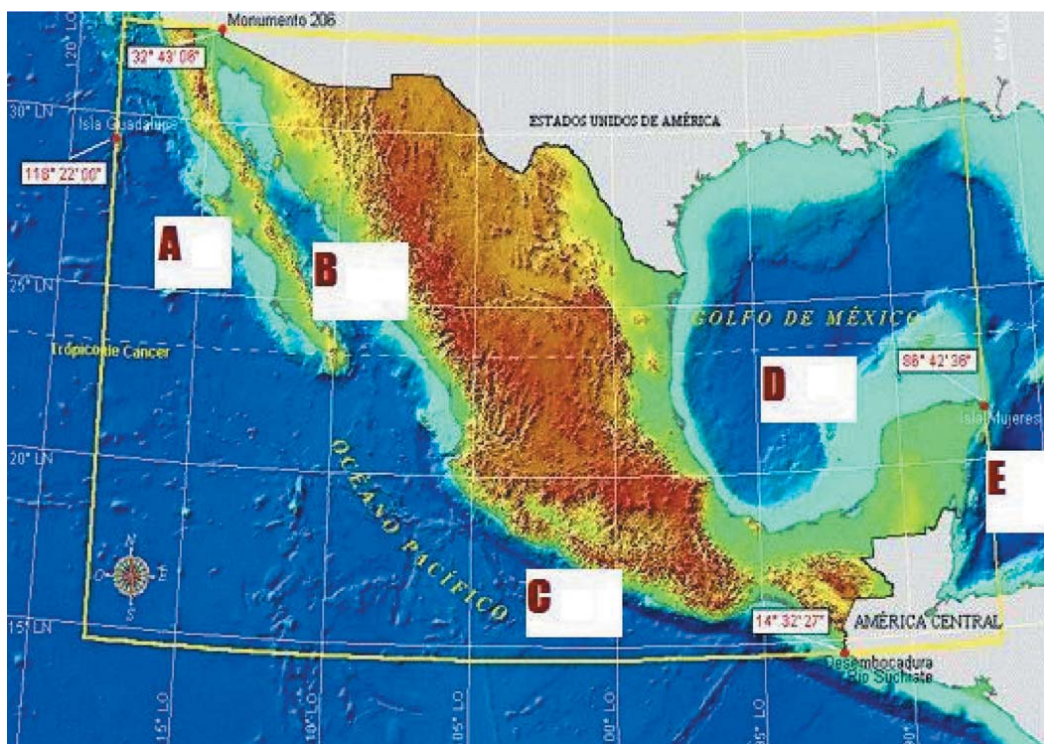 Monumento 206
120° LO
32° 43' 06"
30° LN
Isla Guadalupe
118° 22' 00"
ESTADOS UNIDOS DE AMÉRICA
A
B
25° LN
GOLFO DE MÉXICO
Trópico de Cancer
86° 42' 36"
D
Isla Mujeres
20° LN
E
OCÉANO PACÍFICO
N
O
E
S
C
15° LN
14° 32' 27"
AMÉRICA CENTRAL
Desembocadura
Río Suchiate